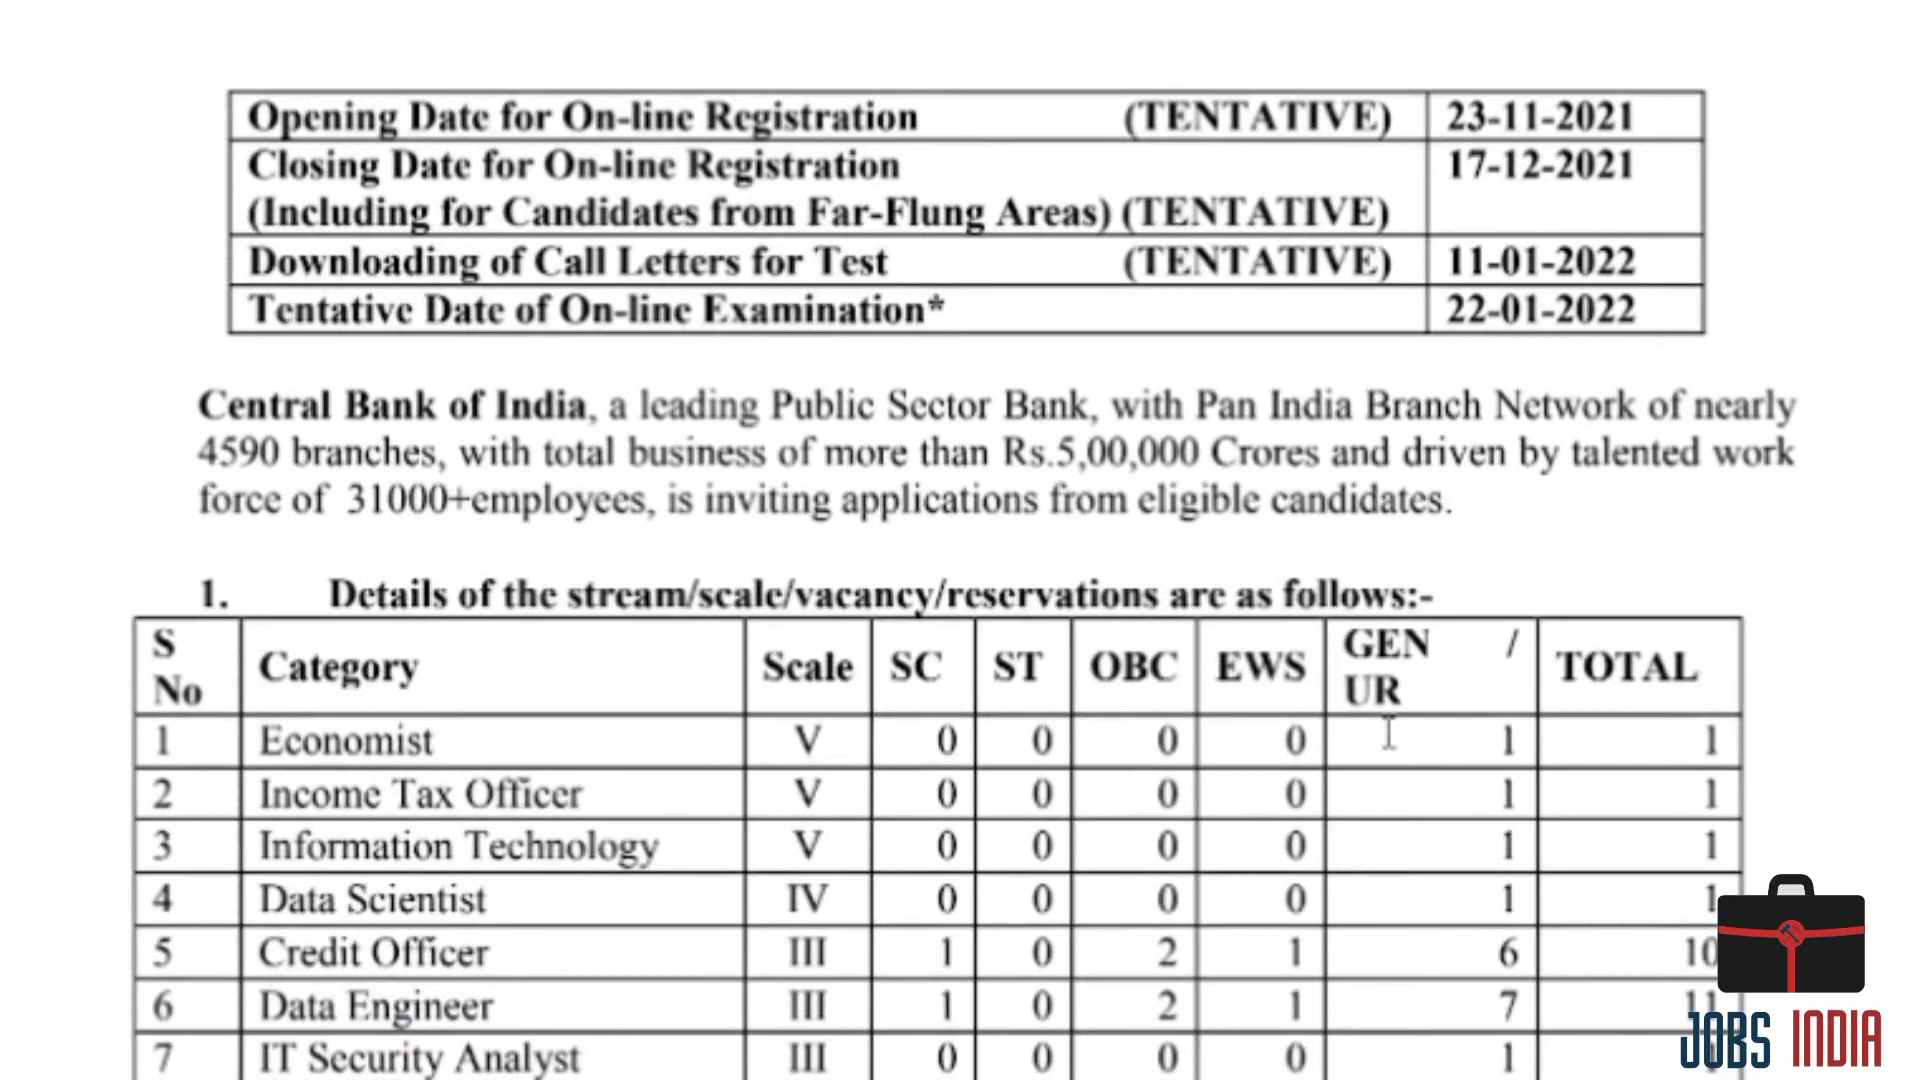 Opening Date for On-line Registration (TENTATIVE) 23-11-2021
Closing Date for On-line Registration 17-12-2021
(Including for Candidates from Far-Flung Areas) (TENTATIVE)
Downloading of Call Letters for Test (TENTATIVE) 11-01-2022
Tentative Date of On-line Examination* 22-01-2022
Central Bank of India, a leading Public Sector Bank, with Pan India Branch Network of nearly
4590 branches, with total business of more than Rs.5,00,000 Crores and driven by talented work
force of 31000+employees, is inviting applications from eligible candidates.
1. Details of the stream/scale/vacancy/reservations are as follows:-
S No Category Scale SC ST OBC EWS GEN / UR TOTAL
1 Economist V 0 0 0 0 1 1
2 Income Tax Officer V 0 0 0 0 1 1
3 Information Technology V 0 0 0 0 1 1
4 Data Scientist IV 0 0 0 0 1 1
5 Credit Officer III 1 0 2 1 6 10
6 Data Engineer III 1 0 2 1 7 11
7 IT Security Analyst III 0 0 0 0 1
JOBS INDIA